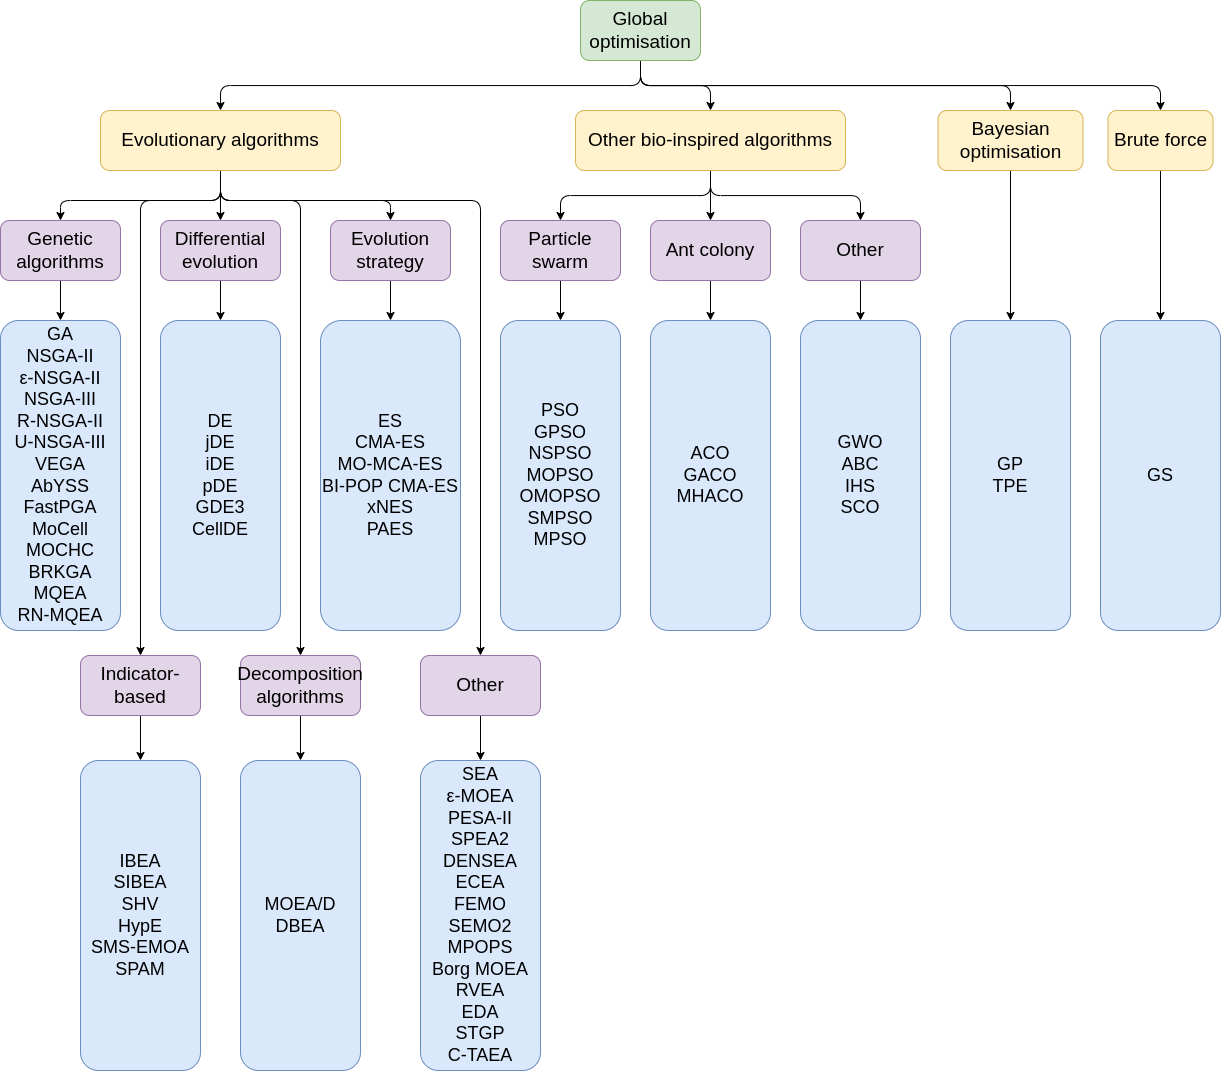 Global
optimisation
Evolutionary algorithms
Other bio-inspired algorithms
Bayesian
optimisation
Brute force
Genetic
algorithms
Differential
evolution
Evolution
strategy
Particle
swarm
Ant colony
Other
GA
NSGA-II
ε-NSGA-II
NSGA-III
R-NSGA-II
U-NSGA-III
VEGA
AbYSS
FastPGA
MoCell
MOCHC
BRKGA
MQEA
RN-MQEA
DE
jDE
iDE
pDE
GDE3
CellDE
ES
CMA-ES
MO-MCA-ES
BI-POP CMA-ES
xNES
PAES
PSO
GPSO
NSPSO
MOPSO
OMOPSO
SMPSO
MPSO
ACO
GACO
MHACO
GWO
ABC
IHS
SCO
GP
TPE
GS
Indicator-
based
Decomposition
algorithms
Other
IBEA
SIBEA
SHV
HypE
SMS-EMOA
SPAM
MOEA/D
DBEA
SEA
ε-MOEA
PESA-II
SPEA2
DENSEA
ECEA
FEMO
SEMO2
MPOPS
Borg MOEA
RVEA
EDA
STGP
C-TAEA